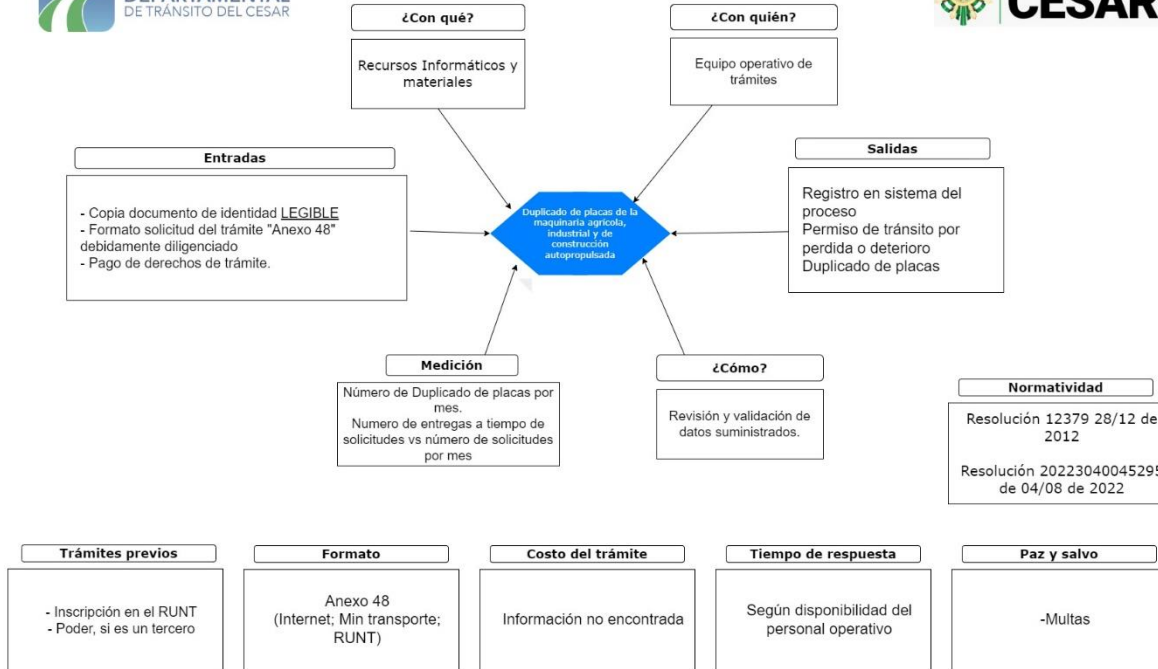 DEPARTAMENTAL
DE TRÁNSITO DEL CESAR
CESAR
¿Con qué?
Recursos Informáticos y
materiales
¿Con quién?
Equipo operativo de
trámites
Entradas
- Copia documento de identidad LEGIBLE
- Formato solicitud del trámite "Anexo 48"
debidamente diligenciado
- Pago de derechos de trámite.
Duplicado de placas de la
maquinaria agrícola,
industrial y de
construcción
autopropulsada
Salidas
Registro en sistema del
proceso
Permiso de tránsito por
perdida o deterioro
Duplicado de placas
Medición
Número de Duplicado de placas por
mes.
Numero de entregas a tiempo de
solicitudes vs número de solicitudes
por mes
¿Cómo?
Revisión y validación de
datos suministrados.
Normatividad
Resolución 12379 28/12 de
2012
Resolución 20223040045295
de 04/08 de 2022
Trámites previos
- Inscripción en el RUNT
- Poder, si es un tercero
Formato
Anexo 48
(Internet; Min transporte;
RUNT)
Costo del trámite
Información no encontrada
Tiempo de respuesta
Según disponibilidad del
personal operativo
Paz y salvo
-Multas